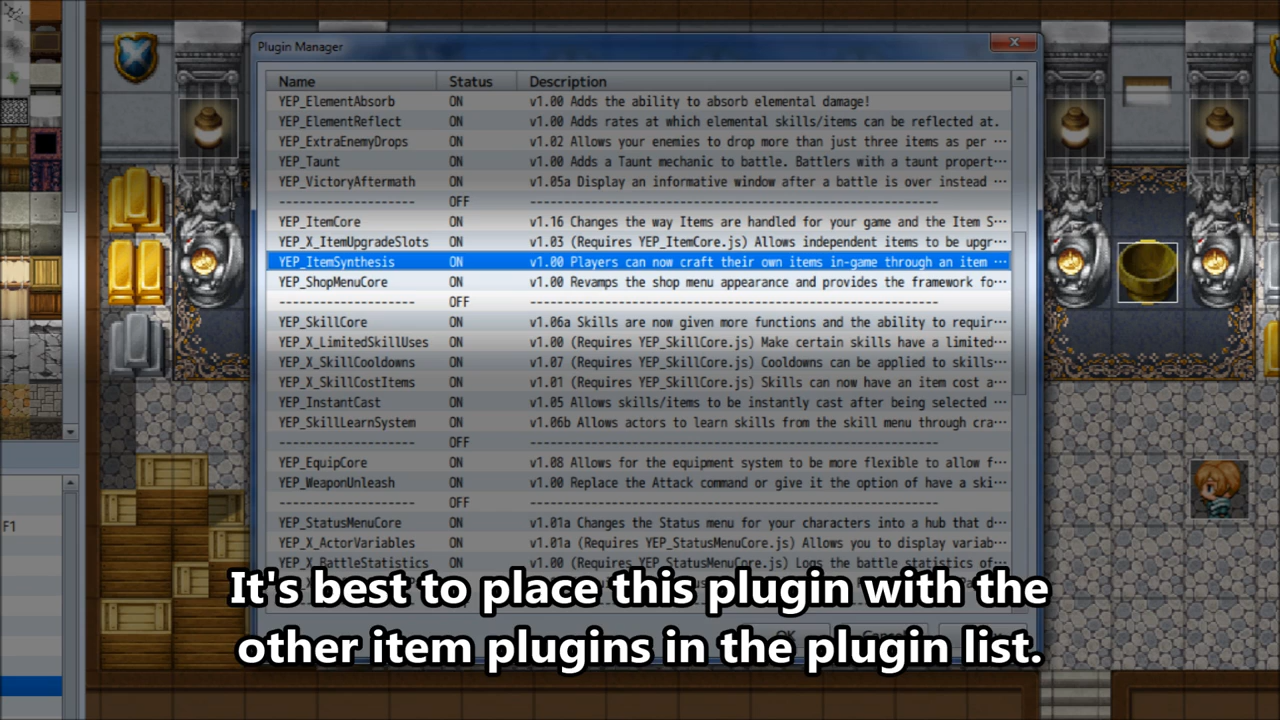 Plugin Manager
Name Status Description
YEP_ElementAbsorb ON v1.00 Adds the ability to absorb elemental damage!
YEP_ElementReflect ON v1.00 Adds rates at which elemental skills/items can be reflected at.
YEP_ExtraEnemyDrops ON v1.02 Allows your enemies to drop more than just three items as per ···
YEP_Taunt ON v1.00 Adds a Taunt mechanic to battle. Battlers with a taunt propert···
YEP_VictoryAftermath ON v1.05a Display an informative window after a battle is over instead ···
-------------------- OFF ------------------------------------------------------------
YEP_ItemCore ON v1.16 Changes the way Items are handled for your game and the Item S···
YEP_X_ItemUpgradeSlots ON v1.03 (Requires YEP_ItemCore.js) Allows independent items to be upgr···
YEP_ItemSynthesis ON v1.00 Players can now craft their own items in-game through an item ···
YEP_ShopMenuCore ON v1.00 Revamps the shop menu appearance and provides the framework fo···
-------------------- OFF ------------------------------------------------------------
YEP_SkillCore ON v1.06a Skills are now given more functions and the ability to requir···
YEP_X_LimitedSkillUses ON v1.00 (Requires YEP_SkillCore.js) Make certain skills have a limited···
YEP_X_SkillCooldowns ON v1.07 (Requires YEP_SkillCore.js) Cooldowns can be applied to skills···
YEP_X_SkillCostItems ON v1.01 (Requires YEP_SkillCore.js) Skills can now have an item cost a···
YEP_InstantCast ON v1.05 Allows skills/items to be instantly cast after being selected ···
YEP_SkillLearnSystem ON v1.06b Allows actors to learn skills from the skill menu through cra···
-------------------- OFF ------------------------------------------------------------
YEP_EquipCore ON v1.08 Allows for the equipment system to be more flexible to allow f···
YEP_WeaponUnleash ON v1.00 Replace the Attack command or give it the option of have a ski···
-------------------- OFF ------------------------------------------------------------
F1
YEP_StatusMenuCore ON v1.01a Changes the Status menu for your characters into a hub that d···
YEP_X_ActorVariables ON v1.01a (Requires YEP_StatusMenuCore.js) Allows you to display variab···
YEP_X_BattleStatistics ON v1.00 (Requires YEP_StatusMenuCore.js) Logs the battle statistics of···
It's best to place this plugin with the
other item plugins in the plugin list.